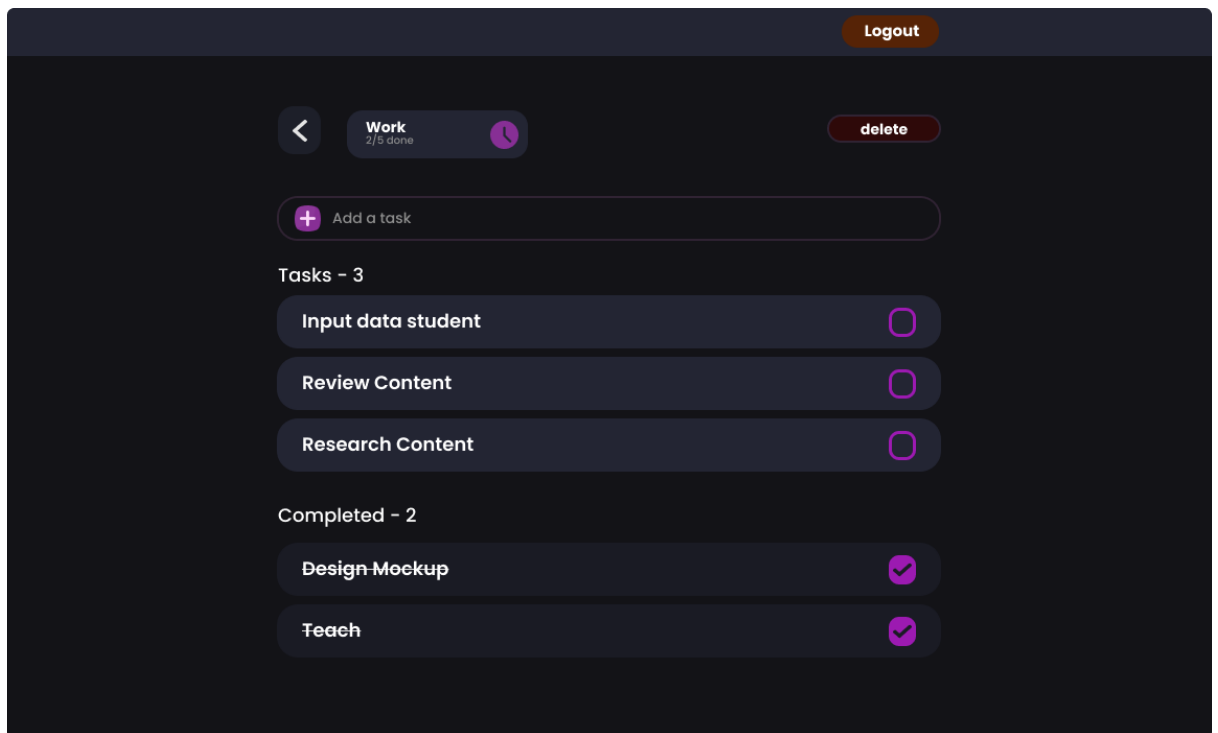 Logout
Work
2/5 done
delete
Add a task
Tasks - 3
Input data student
Review Content
Research Content
Completed - 2
Design Mockup
Teach